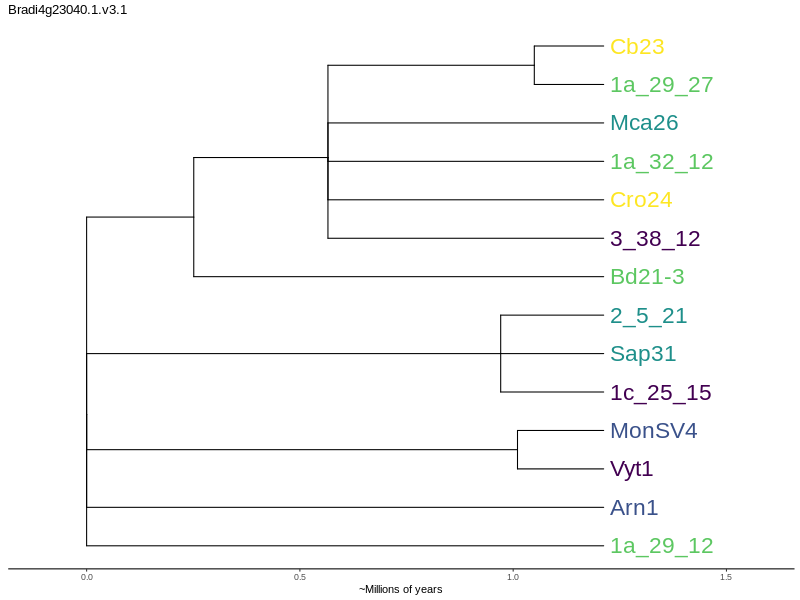 Bradi4g23040.1.v3.1
Cb23
1a_29_27
Mca26
1a_32_12
Cro24
3_38_12
Bd21-3
2_5_21
Sap31
1c_25_15
MonSV4
Vyt1
Arn1
1a_29_12
0.0 0.5 1.0 1.5
~Millions of years